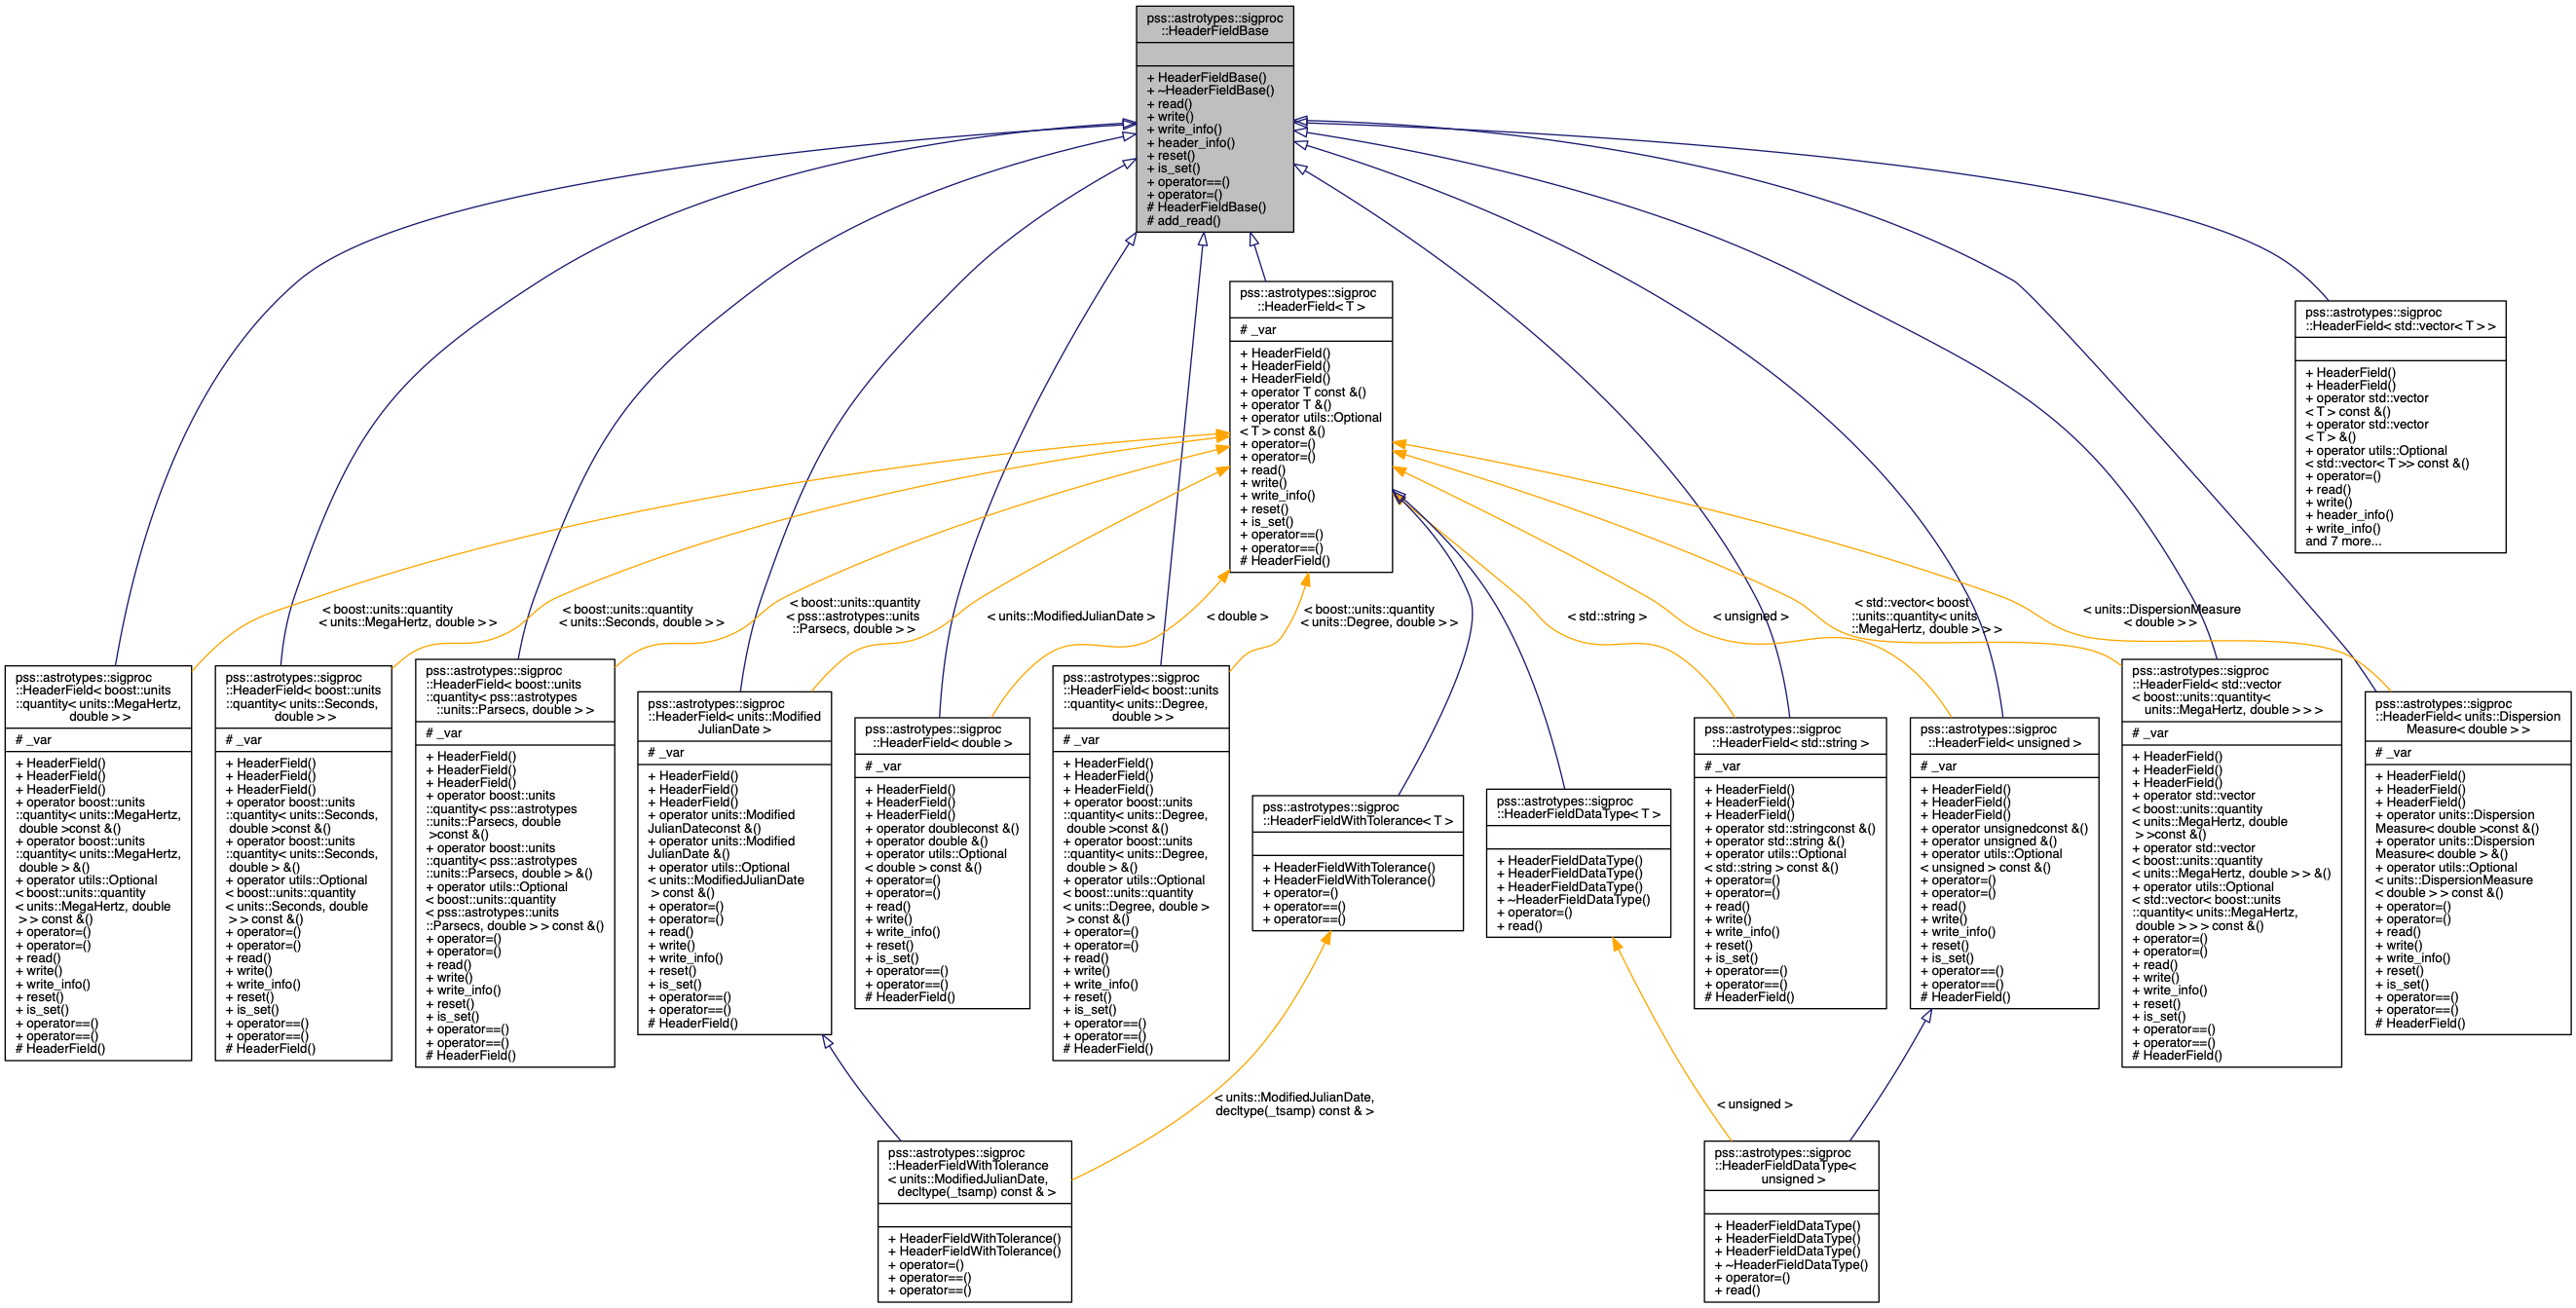 pss::astrotypes::sigproc
::HeaderFieldBase
+ HeaderFieldBase()
+ ~HeaderFieldBase()
+ read()
+ write()
+ write_info()
+ header_info()
+ reset()
+ is_set()
+ operator==()
+ operator=()
# HeaderFieldBase()
# add_read()
pss::astrotypes::sigproc
::HeaderField< T >
# _var
+ HeaderField()
+ HeaderField()
+ HeaderField()
+ operator T const &()
+ operator T &()
+ operator utils::Optional
< T > const &()
+ operator=()
+ operator=()
+ read()
+ write()
+ write_info()
+ reset()
+ is_set()
+ operator==()
+ operator==()
# HeaderField()
pss::astrotypes::sigproc
::HeaderField< std::vector< T > >
+ HeaderField()
+ HeaderField()
+ operator std::vector
< T > const &()
+ operator std::vector
< T > &()
+ operator utils::Optional
< std::vector< T >> const &()
+ operator=()
+ read()
+ write()
+ header_info()
+ write_info()
and 7 more...
< boost::units::quantity
< units::MegaHertz, double > >
< boost::units::quantity
< units::Seconds, double > >
< boost::units::quantity
< pss::astrotypes::units
::Parsecs, double > >
< units::ModifiedJulianDate >
< double >
< boost::units::quantity
< units::Degree, double > >
< std::string >
< unsigned >
< std::vector< boost
::units::quantity< units
::MegaHertz, double > > >
< units::DispersionMeasure
< double > >
pss::astrotypes::sigproc
::HeaderField< boost::units
::quantity< units::MegaHertz,
double > >
# _var
+ HeaderField()
+ HeaderField()
+ HeaderField()
+ operator boost::units
::quantity< units::MegaHertz,
double >const &()
+ operator boost::units
::quantity< units::MegaHertz,
double > &()
+ operator utils::Optional
< boost::units::quantity
< units::MegaHertz, double
> > const &()
+ operator=()
+ operator=()
+ read()
+ write()
+ write_info()
+ reset()
+ is_set()
+ operator==()
+ operator==()
# HeaderField()
pss::astrotypes::sigproc
::HeaderField< boost::units
::quantity< units::Seconds,
double > >
# _var
+ HeaderField()
+ HeaderField()
+ HeaderField()
+ operator boost::units
::quantity< units::Seconds,
double >const &()
+ operator boost::units
::quantity< units::Seconds,
double > &()
+ operator utils::Optional
< boost::units::quantity
< units::Seconds, double
> > const &()
+ operator=()
+ operator=()
+ read()
+ write()
+ write_info()
+ reset()
+ is_set()
+ operator==()
+ operator==()
# HeaderField()
pss::astrotypes::sigproc
::HeaderField< boost::units
::quantity< pss::astrotypes
::units::Parsecs, double > >
# _var
+ HeaderField()
+ HeaderField()
+ HeaderField()
+ operator boost::units
::quantity< pss::astrotypes
::units::Parsecs, double
>const &()
+ operator boost::units
::quantity< pss::astrotypes
::units::Parsecs, double > &()
+ operator utils::Optional
< boost::units::quantity
< pss::astrotypes::units
::Parsecs, double > > const &()
+ operator=()
+ operator=()
+ read()
+ write()
+ write_info()
+ reset()
+ is_set()
+ operator==()
+ operator==()
# HeaderField()
pss::astrotypes::sigproc
::HeaderField< units::Modified
JulianDate >
# _var
+ HeaderField()
+ HeaderField()
+ HeaderField()
+ operator units::Modified
JulianDateconst &()
+ operator units::Modified
JulianDate &()
+ operator utils::Optional
< units::ModifiedJulianDate
> const &()
+ operator=()
+ operator=()
+ read()
+ write()
+ write_info()
+ reset()
+ is_set()
+ operator==()
+ operator==()
# HeaderField()
pss::astrotypes::sigproc
::HeaderField< double >
# _var
+ HeaderField()
+ HeaderField()
+ HeaderField()
+ operator doubleconst &()
+ operator double &()
+ operator utils::Optional
< double > const &()
+ operator=()
+ operator=()
+ read()
+ write()
+ write_info()
+ reset()
+ is_set()
+ operator==()
+ operator==()
# HeaderField()
pss::astrotypes::sigproc
::HeaderField< boost::units
::quantity< units::Degree,
double > >
# _var
+ HeaderField()
+ HeaderField()
+ HeaderField()
+ operator boost::units
::quantity< units::Degree,
double >const &()
+ operator boost::units
::quantity< units::Degree,
double > &()
+ operator utils::Optional
< boost::units::quantity
< units::Degree, double >
> const &()
+ operator=()
+ operator=()
+ read()
+ write()
+ write_info()
+ reset()
+ is_set()
+ operator==()
+ operator==()
# HeaderField()
pss::astrotypes::sigproc
::HeaderFieldWithTolerance< T >
+ HeaderFieldWithTolerance()
+ HeaderFieldWithTolerance()
+ operator=()
+ operator==()
+ operator==()
pss::astrotypes::sigproc
::HeaderFieldDataType< T >
+ HeaderFieldDataType()
+ HeaderFieldDataType()
+ HeaderFieldDataType()
+ ~HeaderFieldDataType()
+ operator=()
+ read()
pss::astrotypes::sigproc
::HeaderField< std::string >
# _var
+ HeaderField()
+ HeaderField()
+ HeaderField()
+ operator std::stringconst &()
+ operator std::string &()
+ operator utils::Optional
< std::string > const &()
+ operator=()
+ operator=()
+ read()
+ write()
+ write_info()
+ reset()
+ is_set()
+ operator==()
+ operator==()
# HeaderField()
pss::astrotypes::sigproc
::HeaderField< unsigned >
# _var
+ HeaderField()
+ HeaderField()
+ HeaderField()
+ operator unsignedconst &()
+ operator unsigned &()
+ operator utils::Optional
< unsigned > const &()
+ operator=()
+ operator=()
+ read()
+ write()
+ write_info()
+ reset()
+ is_set()
+ operator==()
+ operator==()
# HeaderField()
pss::astrotypes::sigproc
::HeaderField< std::vector
< boost::units::quantity<
units::MegaHertz, double > > >
# _var
+ HeaderField()
+ HeaderField()
+ HeaderField()
+ operator std::vector
< boost::units::quantity
< units::MegaHertz, double
> >const &()
+ operator std::vector
< boost::units::quantity
< units::MegaHertz, double > > &()
+ operator utils::Optional
< std::vector< boost::units
::quantity< units::MegaHertz,
double > > > const &()
+ operator=()
+ operator=()
+ read()
+ write()
+ write_info()
+ reset()
+ is_set()
+ operator==()
+ operator==()
# HeaderField()
pss::astrotypes::sigproc
::HeaderField< units::Dispersion
Measure< double > >
# _var
+ HeaderField()
+ HeaderField()
+ HeaderField()
+ operator units::Dispersion
Measure< double >const &()
+ operator units::Dispersion
Measure< double > &()
+ operator utils::Optional
< units::DispersionMeasure
< double > > const &()
+ operator=()
+ operator=()
+ read()
+ write()
+ write_info()
+ reset()
+ is_set()
+ operator==()
+ operator==()
# HeaderField()
< units::ModifiedJulianDate,
decltype(_tsamp) const & >
< unsigned >
pss::astrotypes::sigproc
::HeaderFieldWithTolerance
< units::ModifiedJulianDate,
decltype(_tsamp) const & >
+ HeaderFieldWithTolerance()
+ HeaderFieldWithTolerance()
+ operator=()
+ operator==()
+ operator==()
pss::astrotypes::sigproc
::HeaderFieldDataType<
unsigned >
+ HeaderFieldDataType()
+ HeaderFieldDataType()
+ HeaderFieldDataType()
+ ~HeaderFieldDataType()
+ operator=()
+ read()